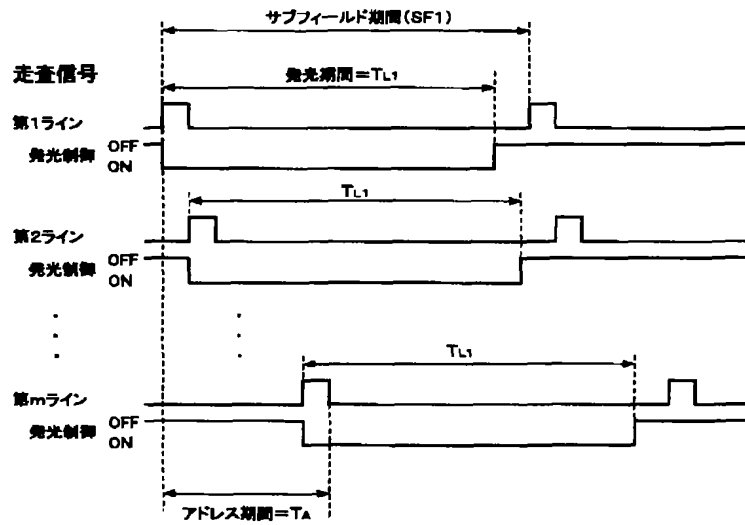 サブフィールド期間(SF1)
走査信号
発光期間=TL1
第1ライン
発光制御 OFF
ON
TL1
第2ライン
発光制御 OFF
ON
TL1
第mライン
発光制御 OFF
ON
アドレス期間=TA